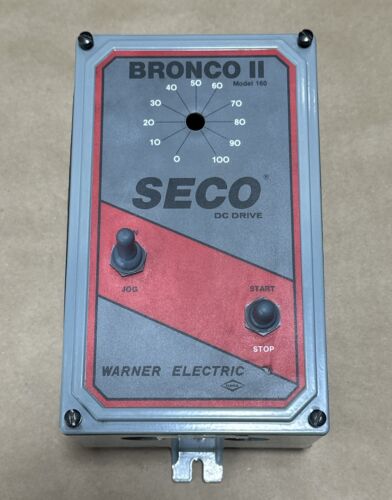 BRONCO II
Model 160
50
40 60
30 70
20 80
10 90
0 100
SECO®
DC DRIVE
JOG
START
STOP
WARNER ELECTRIC